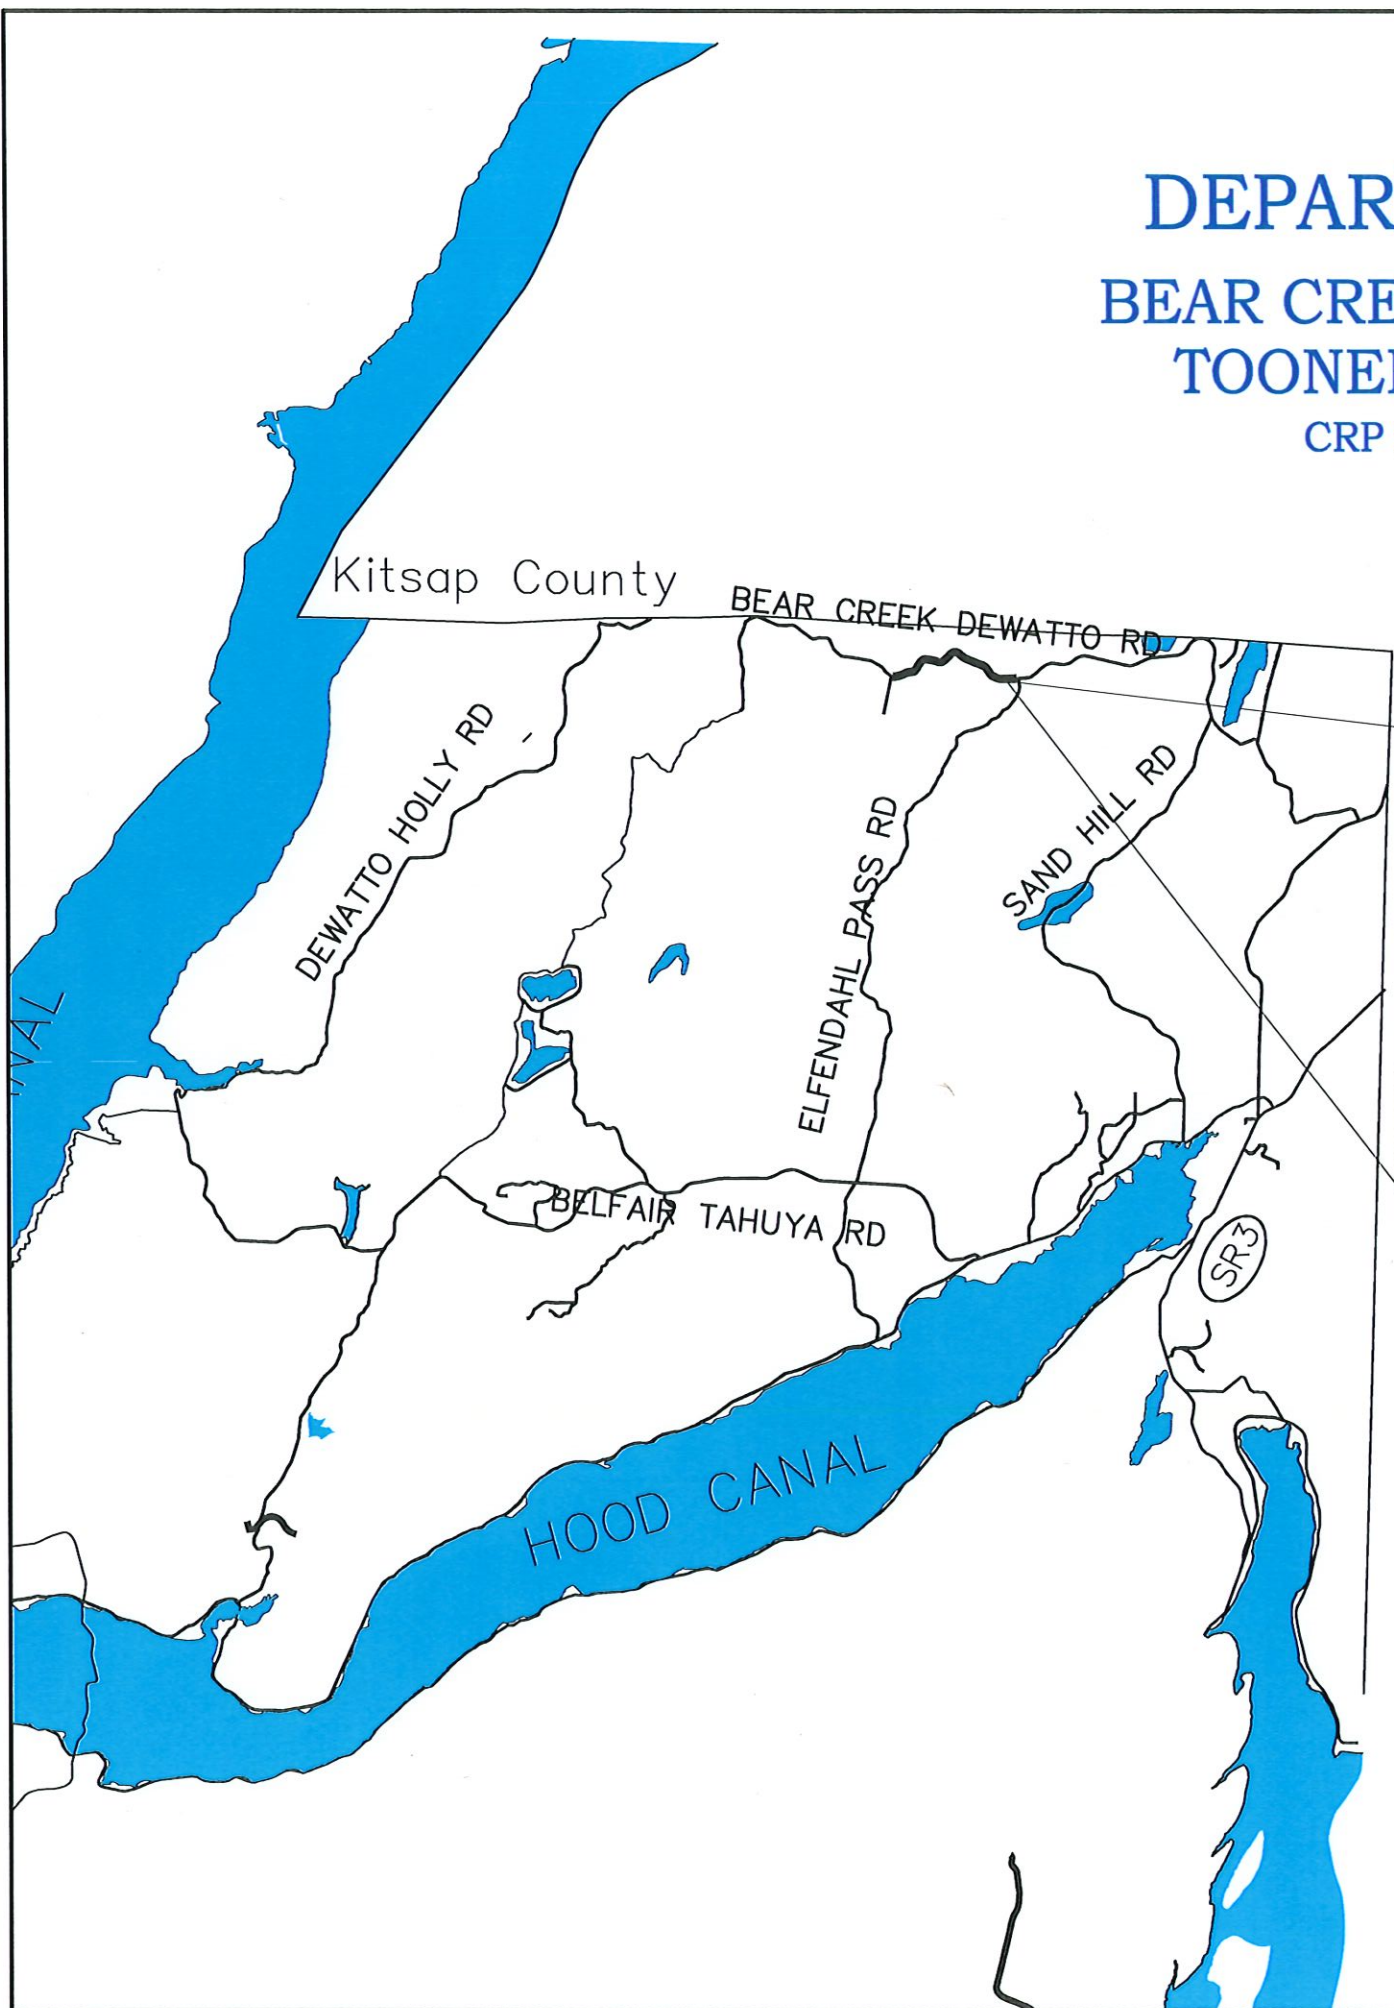 DEPAR
BEAR CRE
TOONE
CRP
Kitsap County
BEAR CREEK DEWATTO RD
DEWATTO HOLLY RD
SAND HILL RD
ELFENDAHL PASS RD
NAL
BELFAIR TAHUYA RD
SR3
HOOD CANAL